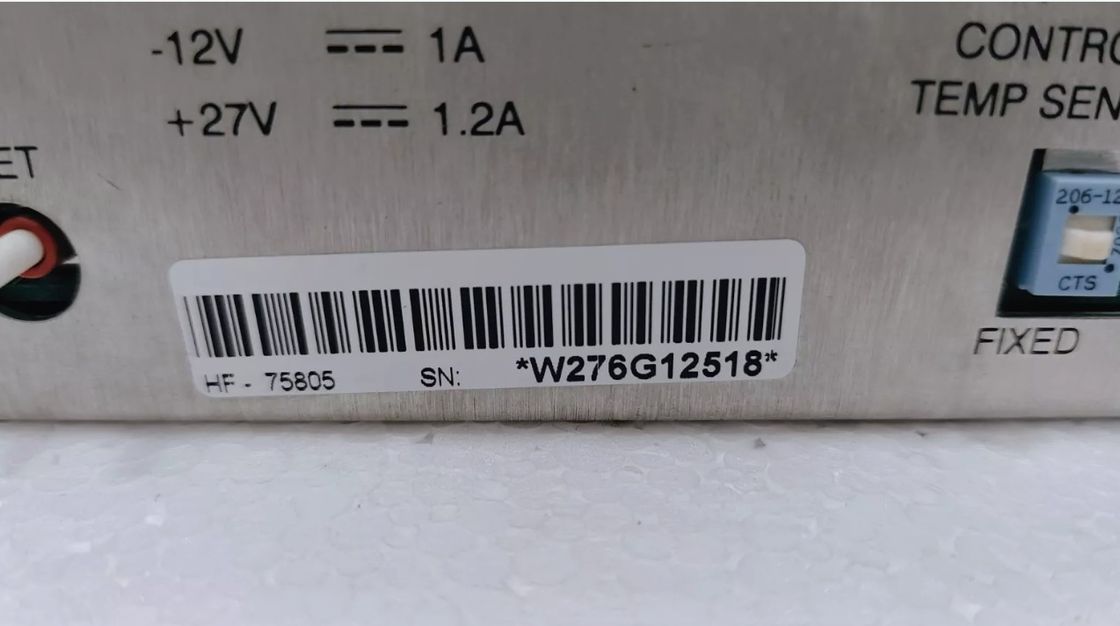 -12V 1A
+27V 1.2A
ET
CONTRO
TEMP SEN
206-12
CTS
FIXED
HF - 75805 SN: *W276G12518*